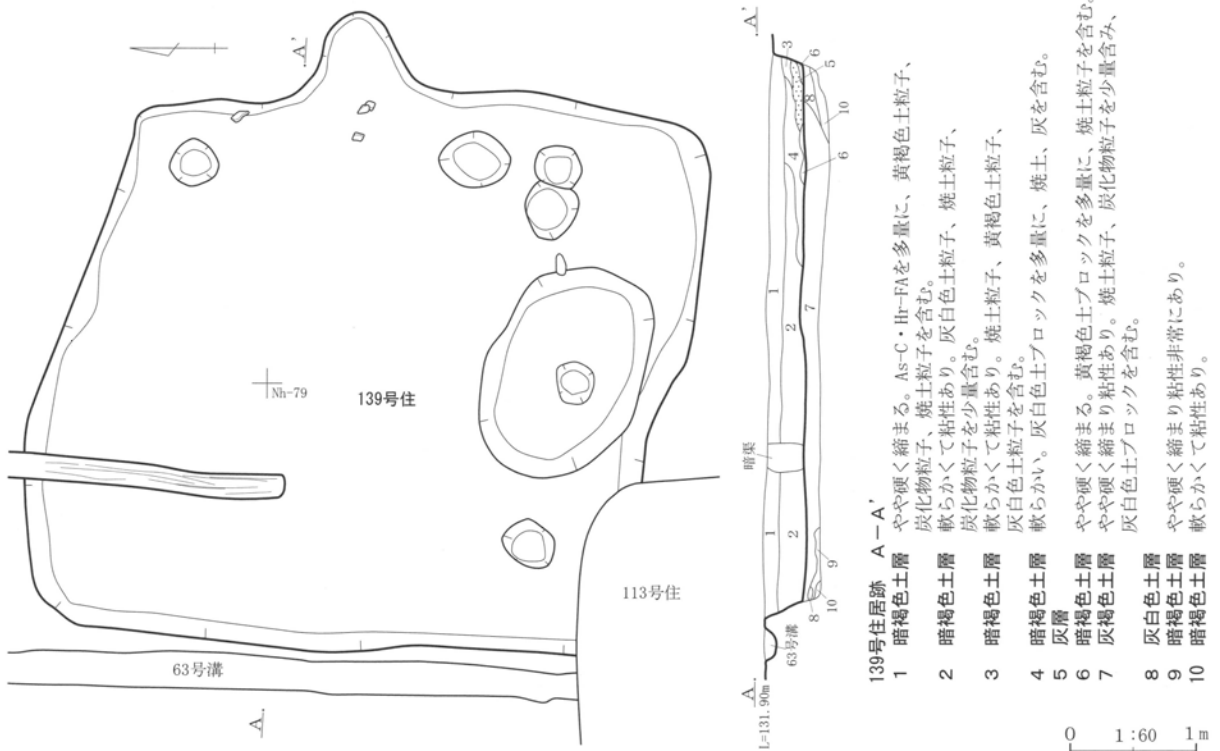 A'
Nh-79
139号住
113号住
63号溝
A
A'
3
6
5
8
10
4
6
1
2
7
暗渠
1
2
9
10
8
63号溝
A
L=131.90m
139号住居跡 A－A'
1 暗褐色土層 やや硬く締まる。As-C・Hr-FAを多量に、黄褐色土粒子、
炭化物粒子、焼土粒子を含む。
2 暗褐色土層 軟らかくて粘性あり。灰白色土粒子、焼土粒子、
炭化物粒子を少量含む。
3 暗褐色土層 軟らかくて粘性あり。焼土粒子、黄褐色土粒子、
灰白色土粒子を含む。
4 暗褐色土層 軟らかい。灰白色土ブロックを多量に、焼土、灰を含む。
5 灰層
6 暗褐色土層 やや硬く締まる。黄褐色土ブロックを多量に、焼土粒子を含む。
7 灰褐色土層 やや硬く締まり粘性あり。焼土粒子、炭化物粒子を少量含み、
灰白色土ブロックを含む。
8 灰白色土層
9 暗褐色土層 やや硬く締まり粘性非常にあり。
10 暗褐色土層 軟らかくて粘性あり。
0 1:60 1m